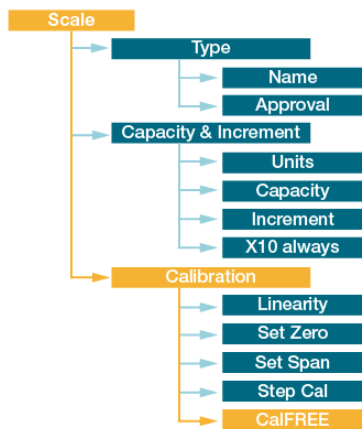 Scale
Type
Name
Approval
Capacity & Increment
Units
Capacity
Increment
X10 always
Calibration
Linearity
Set Zero
Set Span
Step Cal
CalFREE